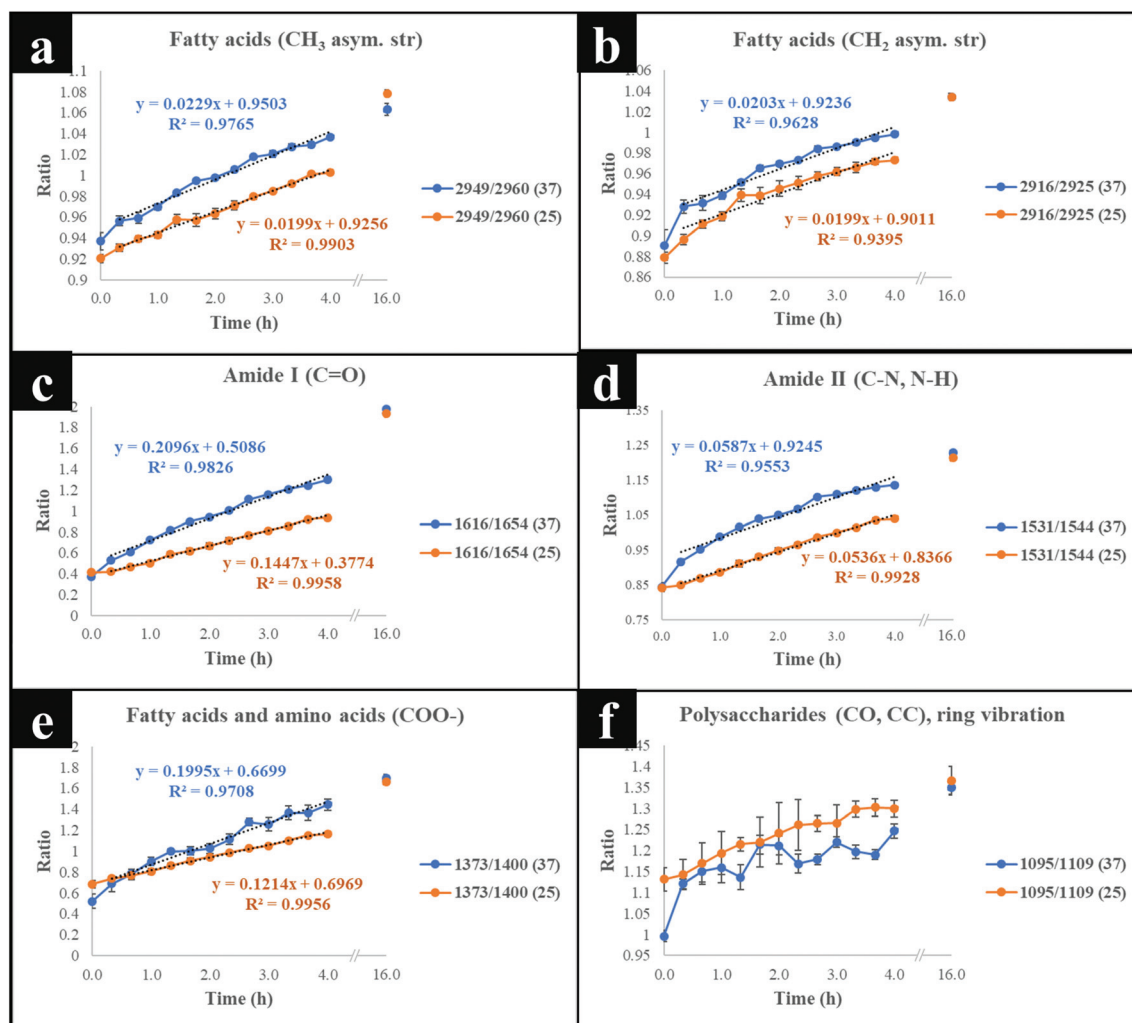 a
Fatty acids (CH3 asym. str)
1.1
1.08
1.06
1.04
1.02
1
0.98
0.96
0.94
0.92
0.9
Ratio
y = 0.0229x + 0.9503
R² = 0.9765
2949/2960 (37)
2949/2960 (25)
y = 0.0199x + 0.9256
R² = 0.9903
0.0 1.0 2.0 3.0 4.0 16.0
Time (h)
b
Fatty acids (CH2 asym. str)
1.06
1.04
1.02
1
0.98
0.96
0.94
0.92
0.9
0.88
0.86
Ratio
y = 0.0203x + 0.9236
R² = 0.9628
2916/2925 (37)
2916/2925 (25)
y = 0.0199x + 0.9011
R² = 0.9395
0.0 1.0 2.0 3.0 4.0 16.0
Time (h)
c
Amide I (C=O)
2
1.8
1.6
1.4
1.2
1
0.8
0.6
0.4
0.2
0
Ratio
y = 0.2096x + 0.5086
R² = 0.9826
1616/1654 (37)
1616/1654 (25)
y = 0.1447x + 0.3774
R² = 0.9958
0.0 1.0 2.0 3.0 4.0 16.0
Time (h)
d
Amide II (C-N, N-H)
1.35
1.25
1.15
1.05
0.95
0.85
0.75
Ratio
y = 0.0587x + 0.9245
R² = 0.9553
1531/1544 (37)
1531/1544 (25)
y = 0.0536x + 0.8366
R² = 0.9928
0.0 1.0 2.0 3.0 4.0 16.0
Time (h)
e
Fatty acids and amino acids (COO-)
2
1.8
1.6
1.4
1.2
1
0.8
0.6
0.4
0.2
0
Ratio
y = 0.1995x + 0.6699
R² = 0.9708
1373/1400 (37)
1373/1400 (25)
y = 0.1214x + 0.6969
R² = 0.9956
0.0 1.0 2.0 3.0 4.0 16.0
Time (h)
f
Polysaccharides (CO, CC), ring vibration
1.45
1.4
1.35
1.3
1.25
1.2
1.15
1.1
1.05
1
0.95
Ratio
1095/1109 (37)
1095/1109 (25)
0.0 1.0 2.0 3.0 4.0 16.0
Time (h)